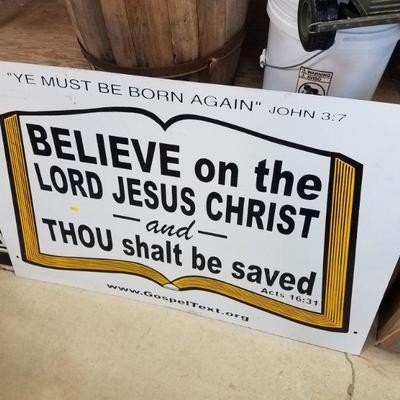 "YE MUST BE BORN AGAIN" JOHN 3:7
BELIEVE on the
LORD JESUS CHRIST
— and —
THOU shalt be saved
Acts 16:31
www.GospelText.org
WARNING